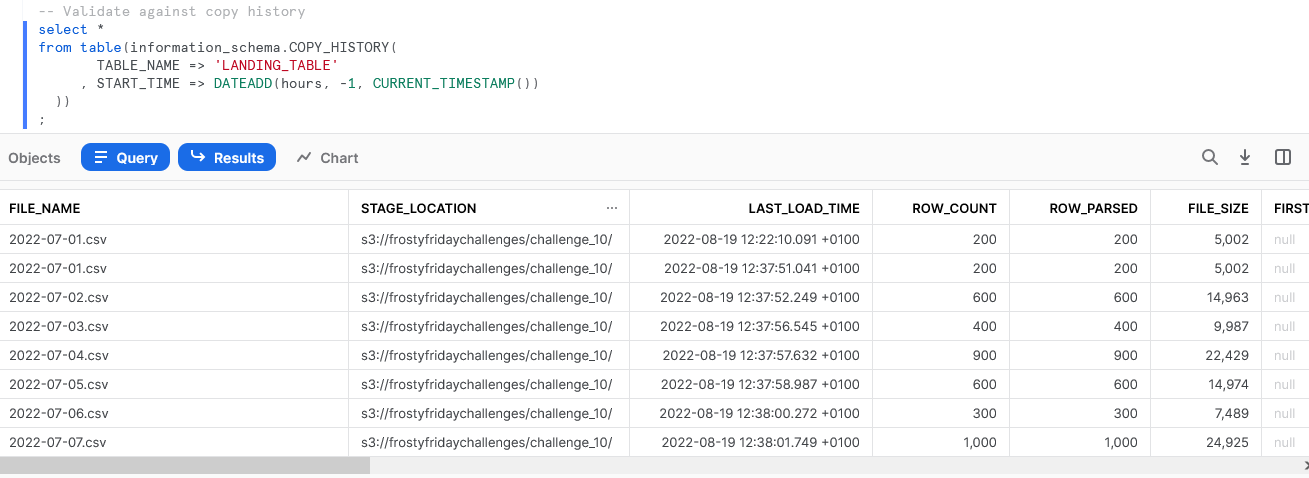 -- Validate against copy history
select *
from table(information_schema.COPY_HISTORY(
TABLE_NAME => 'LANDING_TABLE'
, START_TIME => DATEADD(hours, -1, CURRENT_TIMESTAMP())
))
;
Objects Query Results Chart
FILE_NAME STAGE_LOCATION ... LAST_LOAD_TIME ROW_COUNT ROW_PARSED FILE_SIZE FIRST
2022-07-01.csv s3://frostyfridaychallenges/challenge_10/ 2022-08-19 12:22:10.091 +0100 200 200 5,002 null
2022-07-01.csv s3://frostyfridaychallenges/challenge_10/ 2022-08-19 12:37:51.041 +0100 200 200 5,002 null
2022-07-02.csv s3://frostyfridaychallenges/challenge_10/ 2022-08-19 12:37:52.249 +0100 600 600 14,963 null
2022-07-03.csv s3://frostyfridaychallenges/challenge_10/ 2022-08-19 12:37:56.545 +0100 400 400 9,987 null
2022-07-04.csv s3://frostyfridaychallenges/challenge_10/ 2022-08-19 12:37:57.632 +0100 900 900 22,429 null
2022-07-05.csv s3://frostyfridaychallenges/challenge_10/ 2022-08-19 12:37:58.987 +0100 600 600 14,974 null
2022-07-06.csv s3://frostyfridaychallenges/challenge_10/ 2022-08-19 12:38:00.272 +0100 300 300 7,489 null
2022-07-07.csv s3://frostyfridaychallenges/challenge_10/ 2022-08-19 12:38:01.749 +0100 1,000 1,000 24,925 null